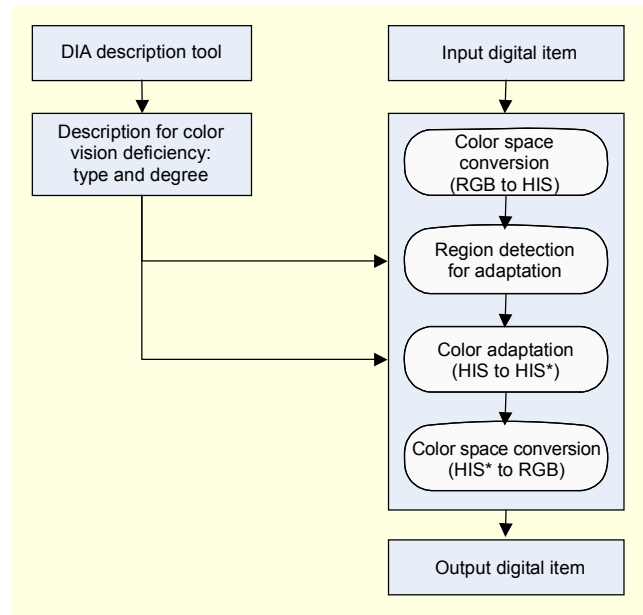 DIA description tool
Description for color
vision deficiency:
type and degree
Input digital item
Color space
conversion
(RGB to HIS)
Region detection
for adaptation
Color adaptation
(HIS to HIS*)
Color space conversion
(HIS* to RGB)
Output digital item